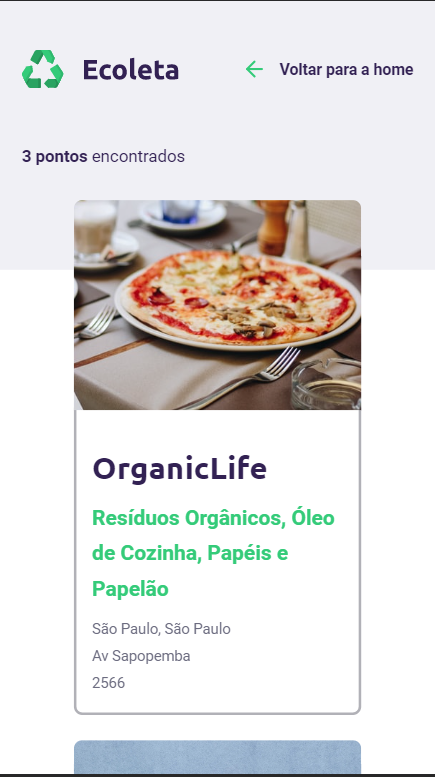 Ecoleta
Voltar para a home
3 pontos encontrados
OrganicLife
Resíduos Orgânicos, Óleo
de Cozinha, Papéis e
Papelão
São Paulo, São Paulo
Av Sapopemba
2566